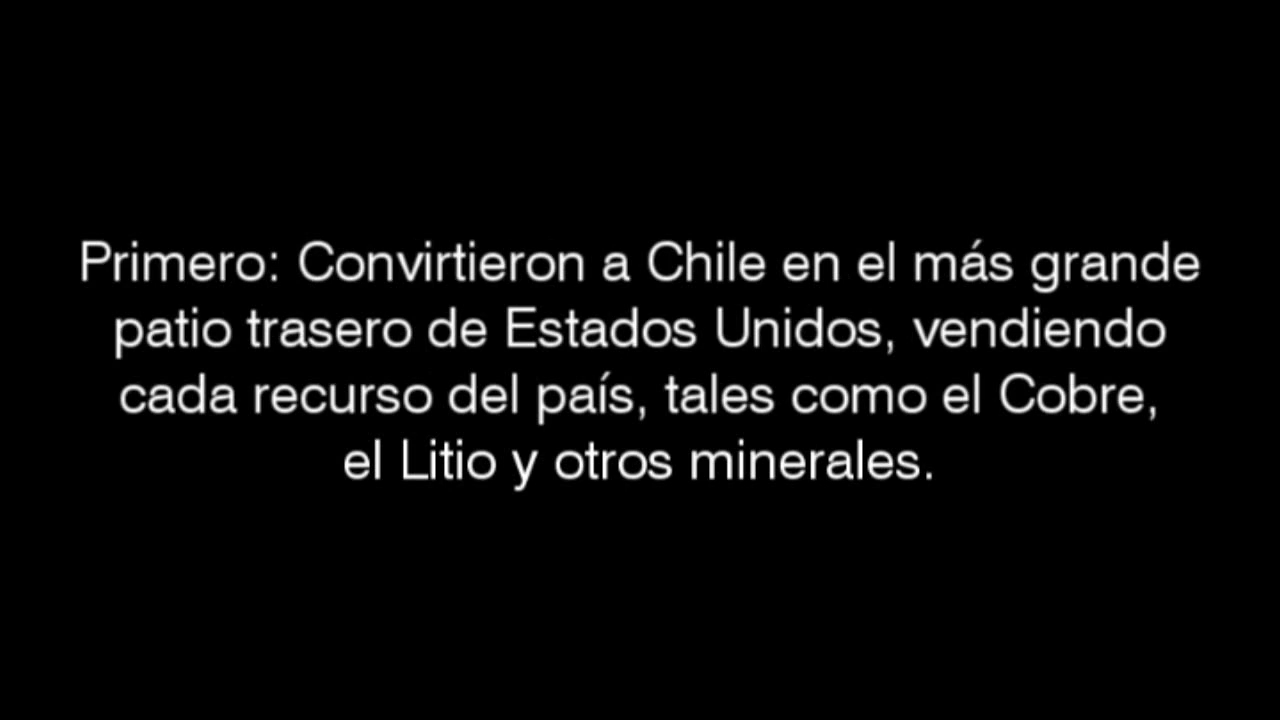 Primero: Convirtieron a Chile en el más grande
patio trasero de Estados Unidos, vendiendo
cada recurso del país, tales como el Cobre,
el Litio y otros minerales.